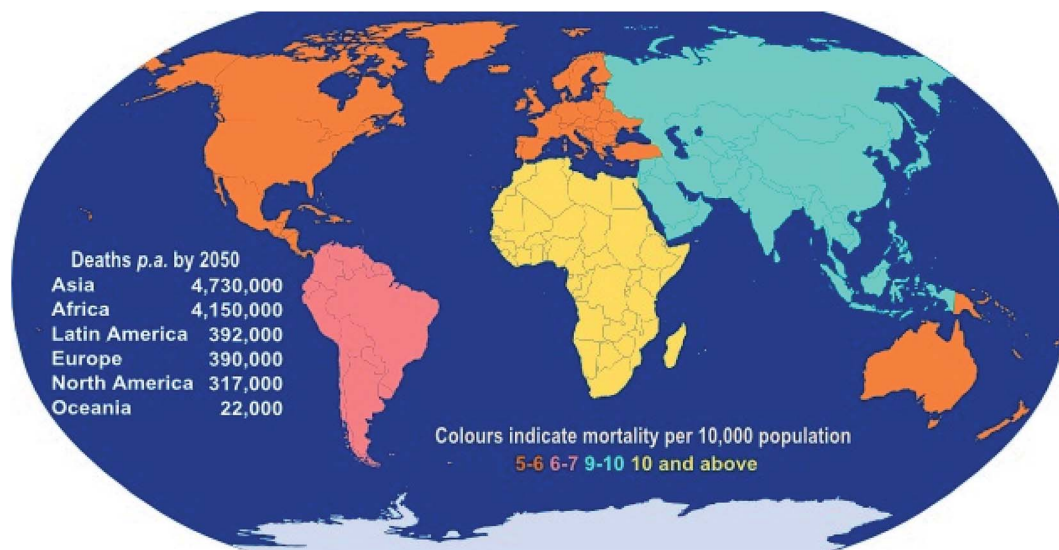 Deaths p.a. by 2050
Asia 4,730,000
Africa 4,150,000
Latin America 392,000
Europe 390,000
North America 317,000
Oceania 22,000
Colours indicate mortality per 10,000 population
5-6 6-7 9-10 10 and above